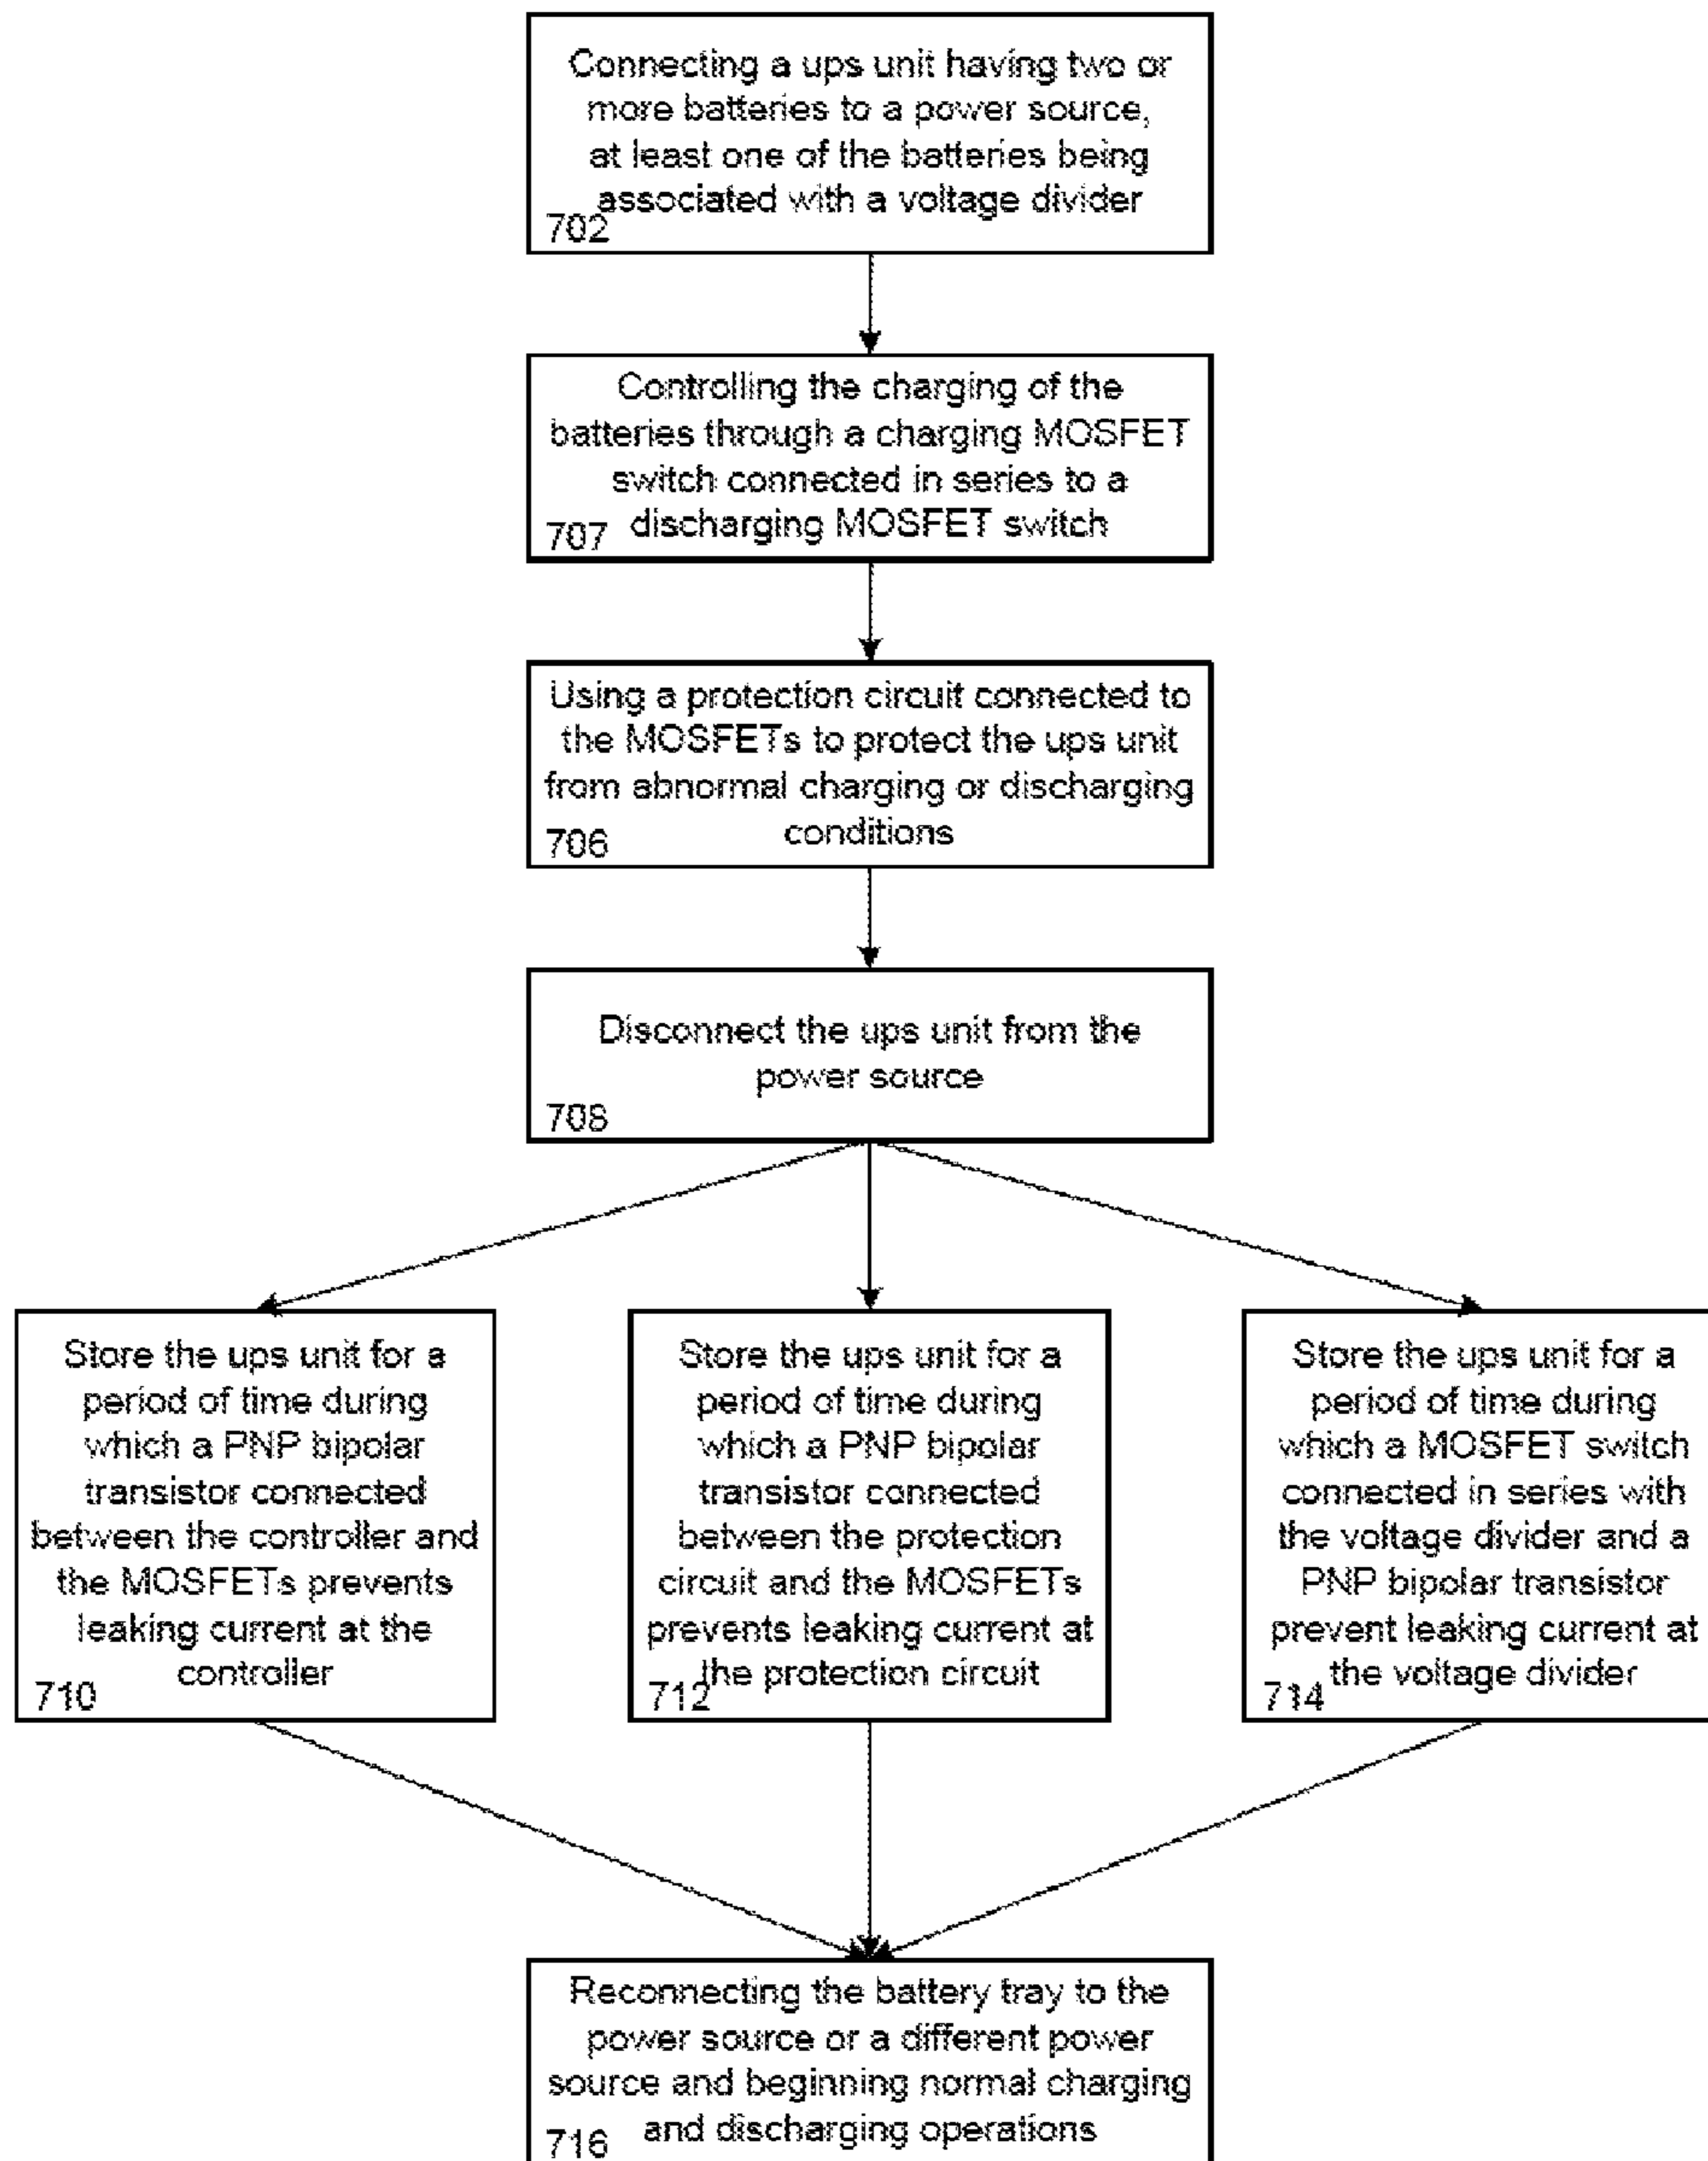 Connecting a ups unit having two or
more batteries to a power source,
at least one of the batteries being
associated with a voltage divider
702
Controlling the charging of the
batteries through a charging MOSFET
switch connected in series to a
discharging MOSFET switch
707
Using a protection circuit connected to
the MOSFETs to protect the ups unit
from abnormal charging or discharging
conditions
706
Disconnect the ups unit from the
power source
708
Store the ups unit for a
period of time during
which a PNP bipolar
transistor connected
between the controller and
the MOSFETs prevents
leaking current at the
controller
710
Store the ups unit for a
period of time during
which a PNP bipolar
transistor connected
between the protection
circuit and the MOSFETs
prevents leaking current at
the protection circuit
712
Store the ups unit for a
period of time during
which a MOSFET switch
connected in series with
the voltage divider and a
PNP bipolar transistor
prevent leaking current at
the voltage divider
714
Reconnecting the battery tray to the
power source or a different power
source and beginning normal charging
and discharging operations
716